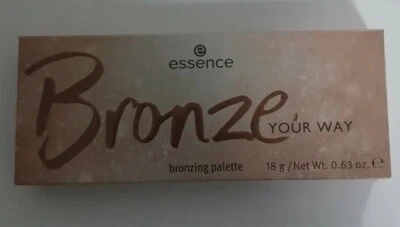 e
essence
Bronze
YOUR WAY
bronzing palette
18 g / Net Wt. 0.63 oz. ℮